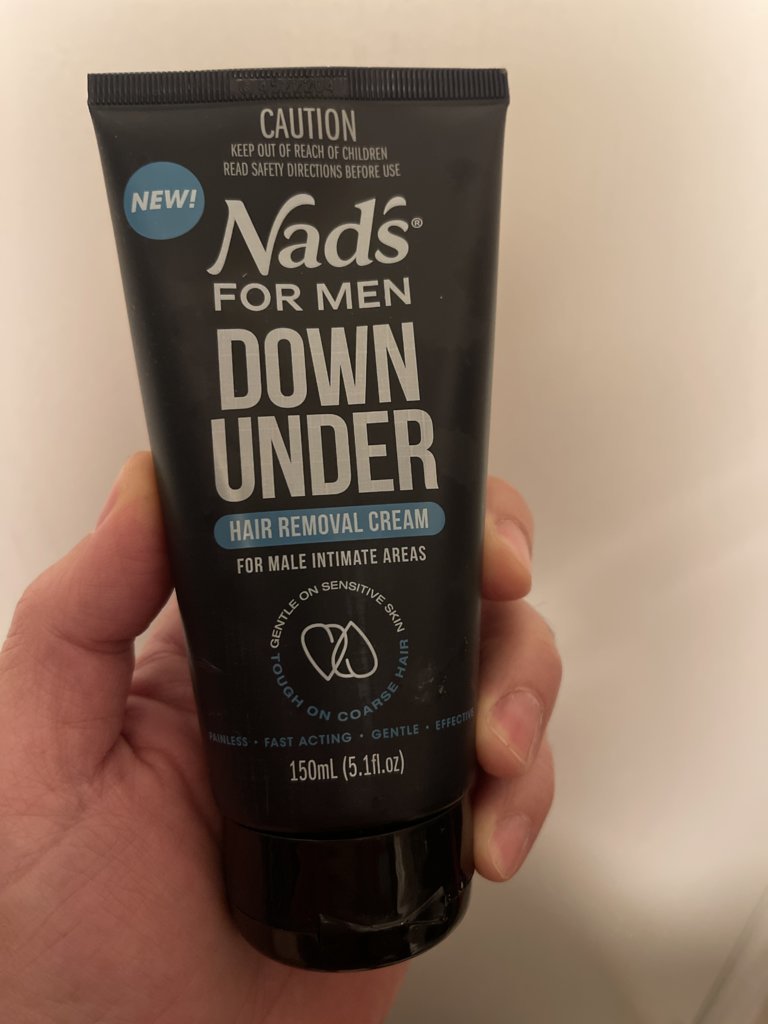 CAUTION
KEEP OUT OF REACH OF CHILDREN
READ SAFETY DIRECTIONS BEFORE USE
NEW!
Nad's®
FOR MEN
DOWN
UNDER
HAIR REMOVAL CREAM
FOR MALE INTIMATE AREAS
GENTLE ON SENSITIVE SKIN
TOUGH ON COARSE HAIR
PAINLESS • FAST ACTING • GENTLE • EFFECTIVE
150mL (5.1fl.oz)